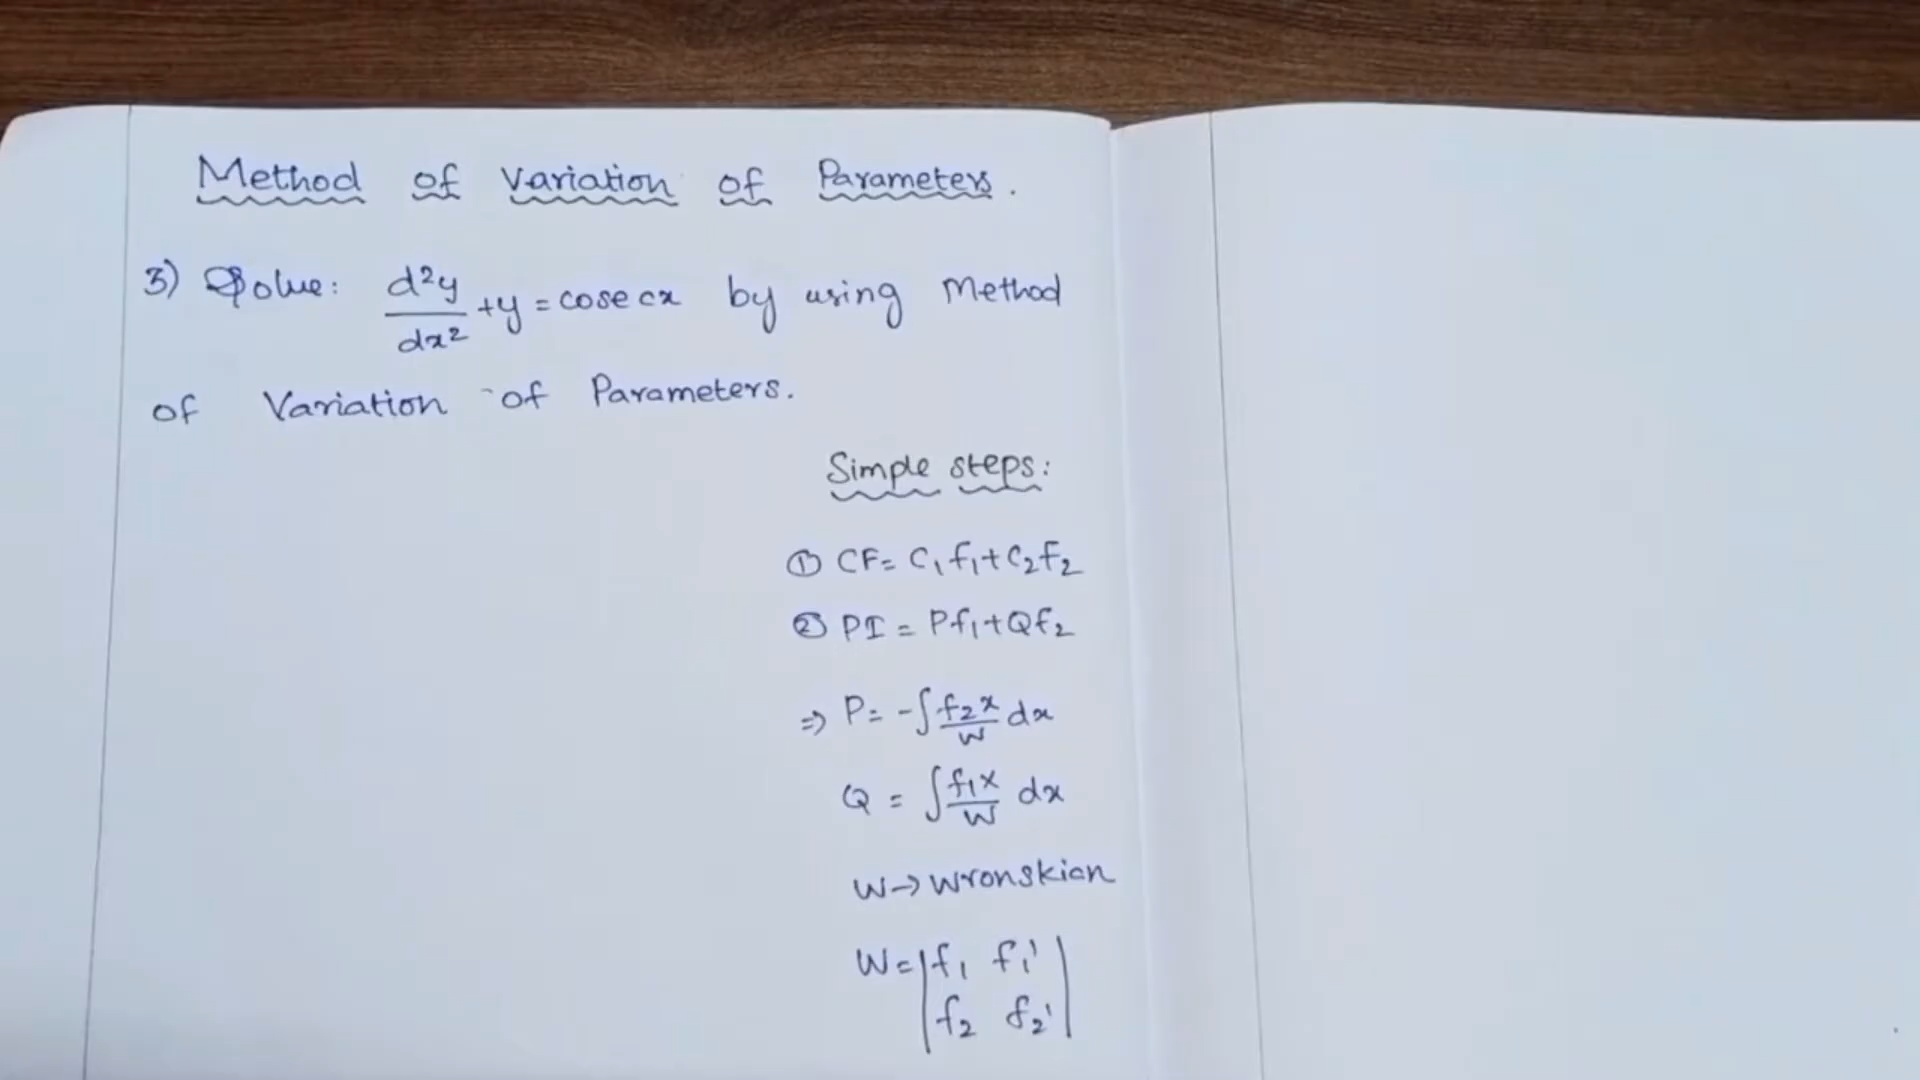 Method of Variation of Parameters.
3) Solve: d²y/dx² + y = cosecx by using Method
of Variation of Parameters.
Simple steps:
① CF = C₁f₁ + C₂f₂
② PI = Pf₁ + Qf₂
⇒ P = -∫ f₂x/W dx
Q = ∫ f₁x/W dx
W → Wronskian
W = |f₁ f₁'|
|f₂ f₂'|